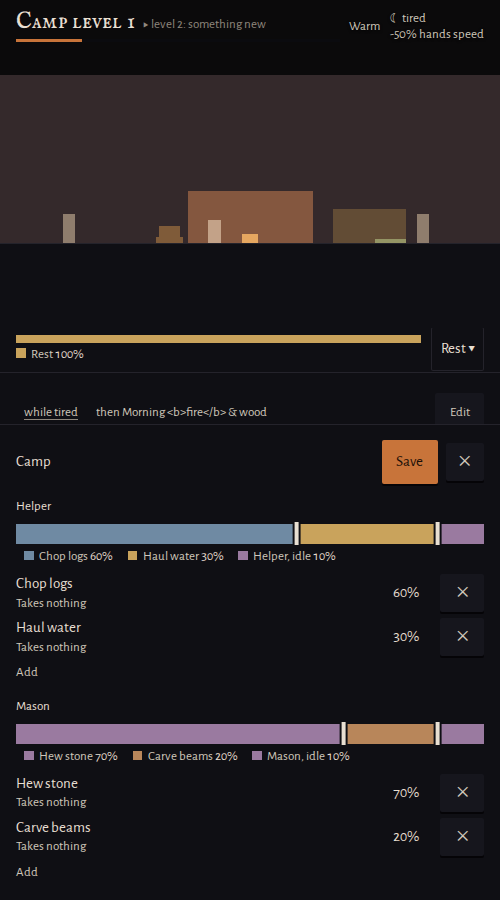 Camp level 1 ▸ level 2: something new
Warm
☾ tired
-50% hands speed
Rest 100%
Rest ▾
while tired then Morning <b>fire</b> & wood
Edit
Camp
Save
×
Helper
Chop logs 60% Haul water 30% Helper, idle 10%
Chop logs
Takes nothing
60%
×
Haul water
Takes nothing
30%
×
Add
Mason
Hew stone 70% Carve beams 20% Mason, idle 10%
Hew stone
Takes nothing
70%
×
Carve beams
Takes nothing
20%
×
Add